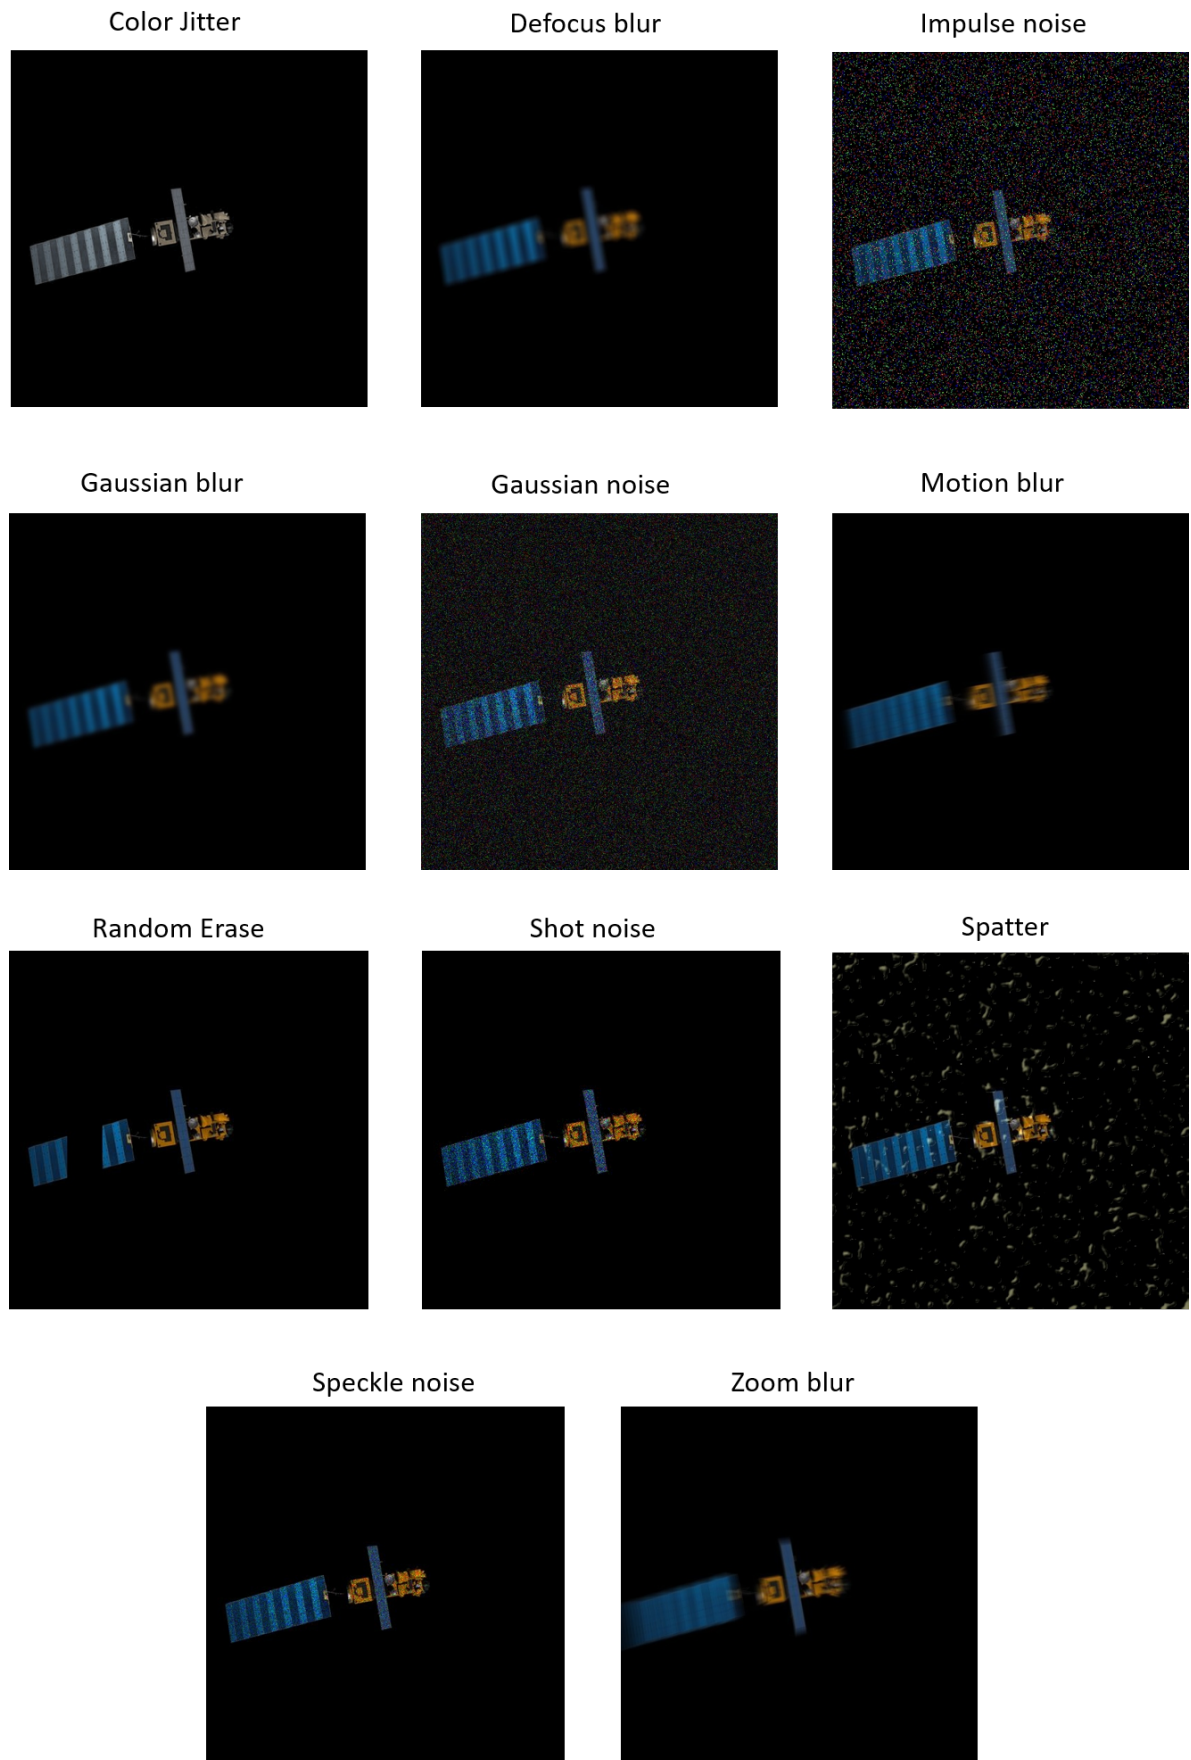 Color Jitter
Defocus blur
Impulse noise
Gaussian blur
Gaussian noise
Motion blur
Random Erase
Shot noise
Spatter
Speckle noise
Zoom blur